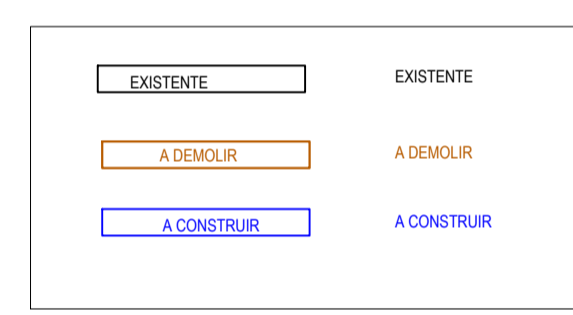 EXISTENTE EXISTENTE
A DEMOLIR A DEMOLIR
A CONSTRUIR A CONSTRUIR